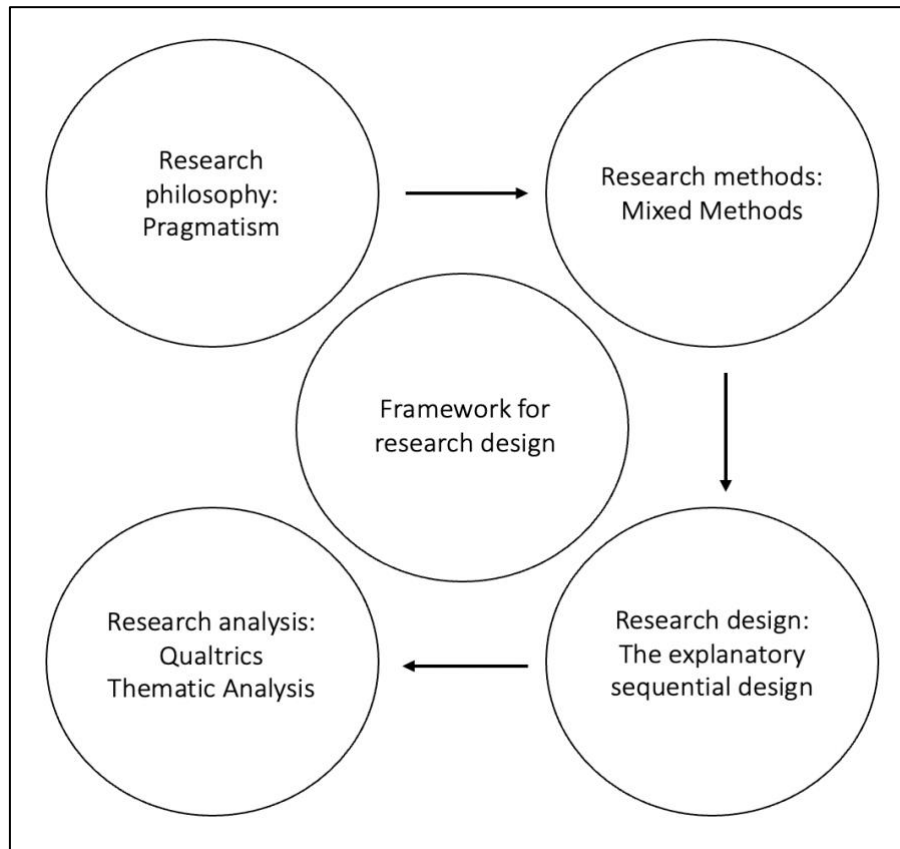 Research
philosophy:
Pragmatism
Research methods:
Mixed Methods
Framework for
research design
Research analysis:
Qualtrics
Thematic Analysis
Research design:
The explanatory
sequential design